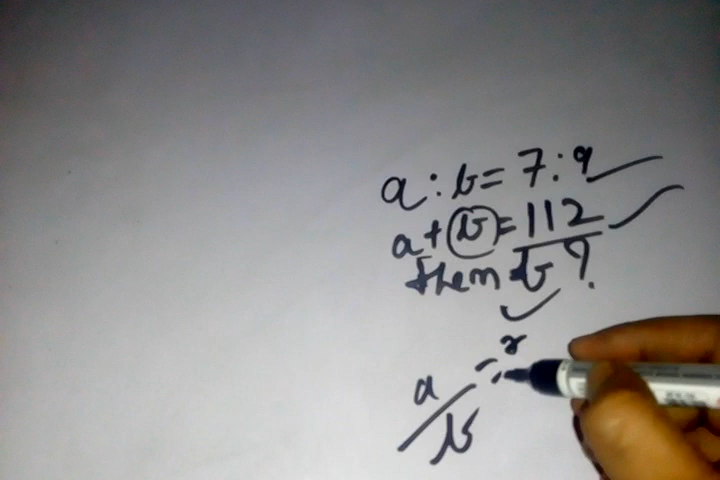 a : b = 7 : 9
a + b = 112
then b ?
a
b
=